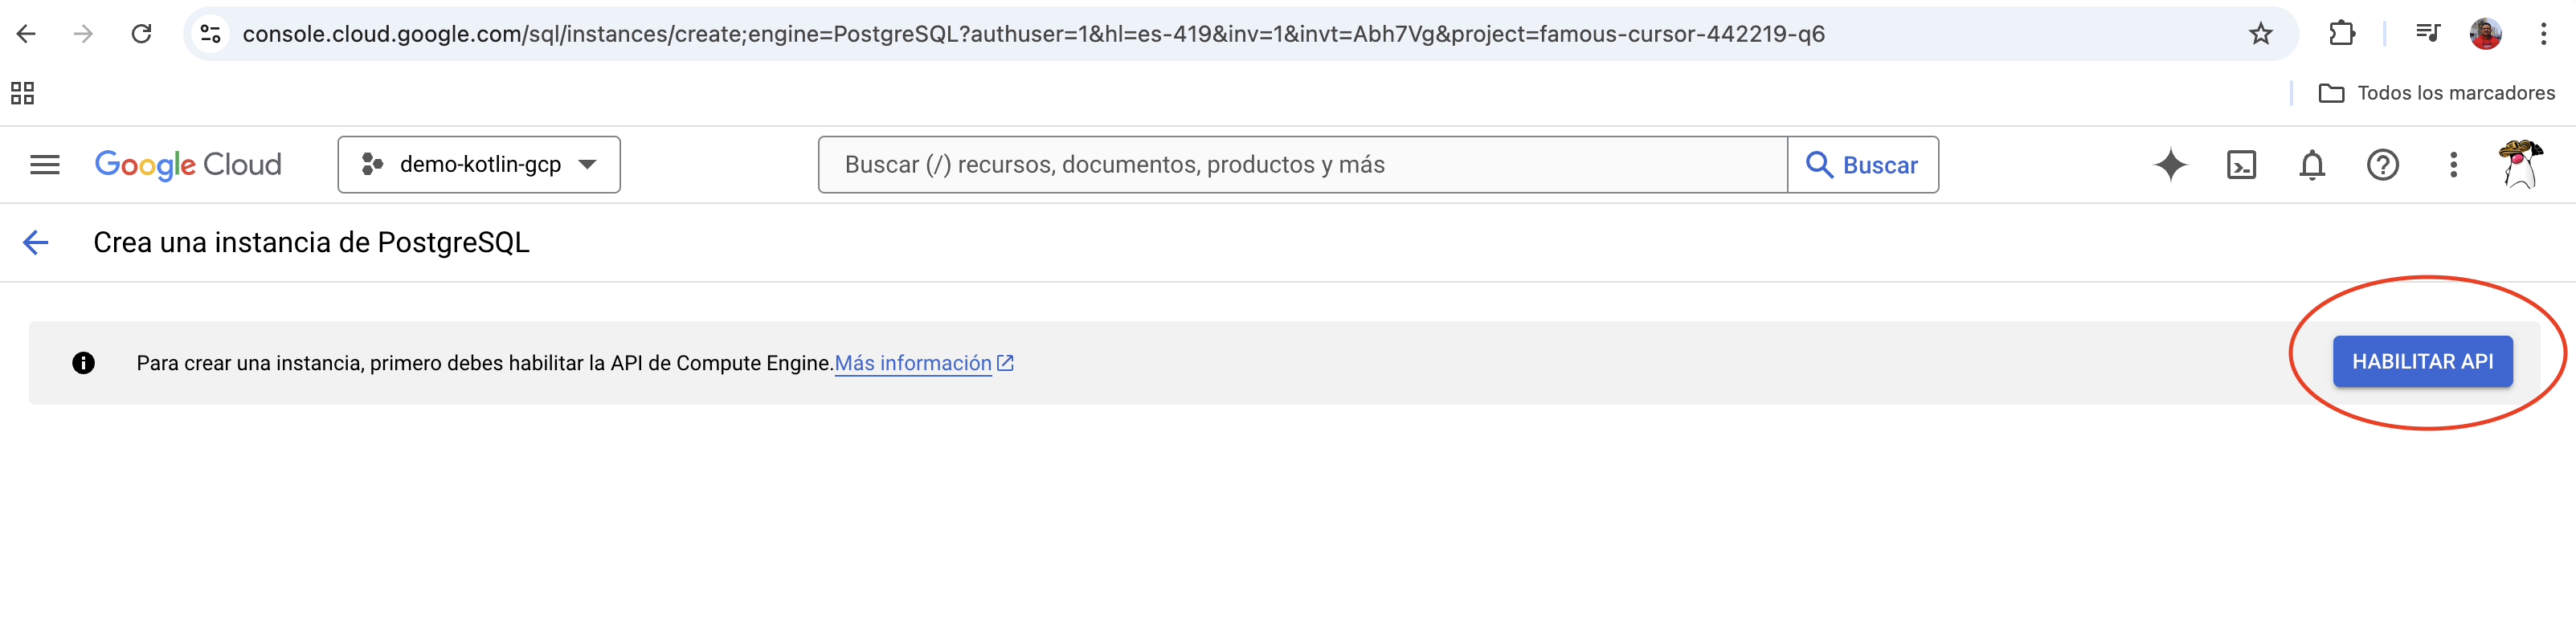 console.cloud.google.com/sql/instances/create;engine=PostgreSQL?authuser=1&hl=es-419&inv=1&invt=Abh7Vg&project=famous-cursor-442219-q6
Todos los marcadores
Google Cloud
demo-kotlin-gcp
Buscar (/) recursos, documentos, productos y más
Buscar
Crea una instancia de PostgreSQL
Para crear una instancia, primero debes habilitar la API de Compute Engine.Más información
HABILITAR API